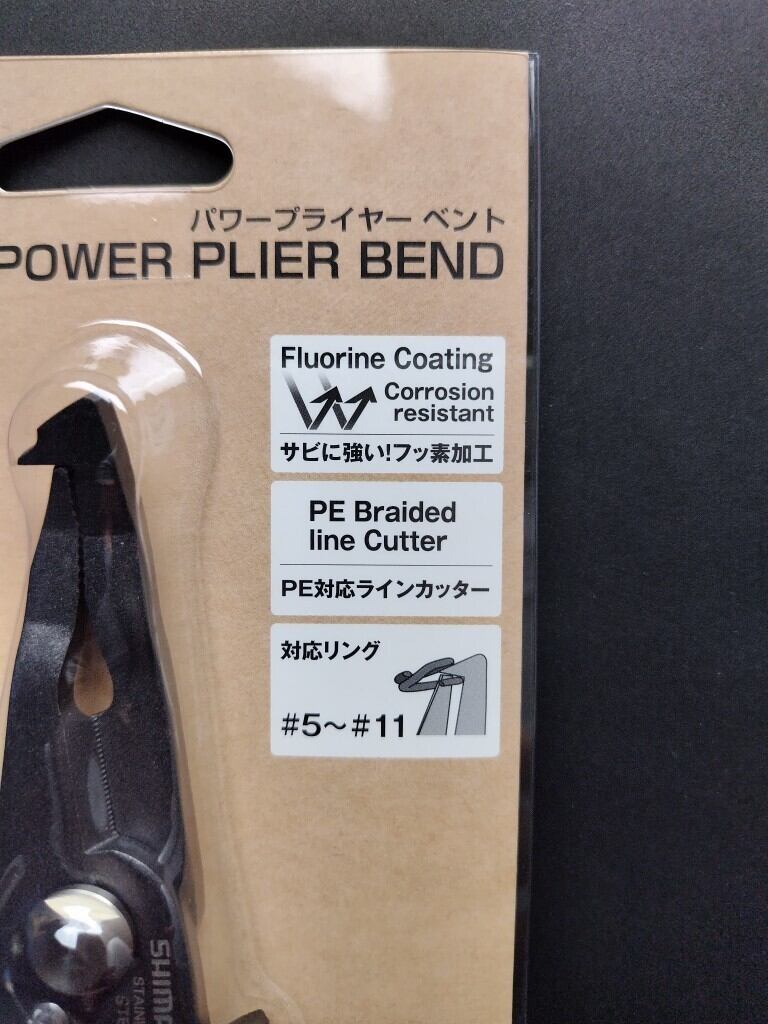 パワープライヤー ベント
POWER PLIER BEND
Fluorine Coating
Corrosion
resistant
サビに強い!フッ素加工
PE Braided
line Cutter
PE対応ラインカッター
対応リング
#5～#11